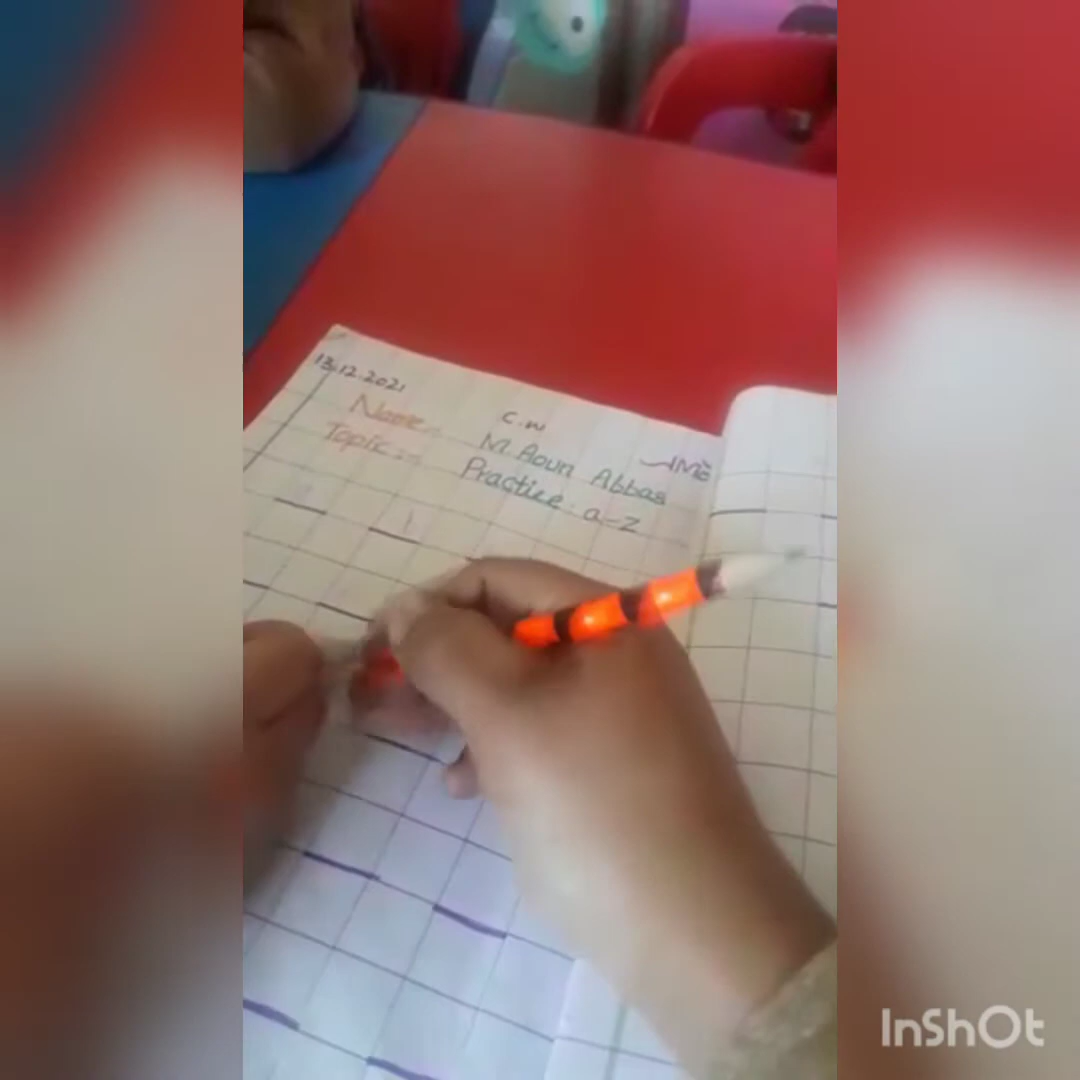 13.12.2021
C.W
Name:- M Aoun Abbas
Topic:- Practice a-z
InShOt